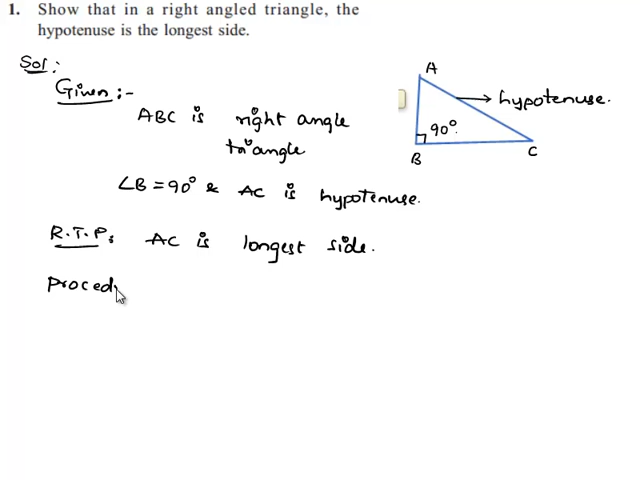 1. Show that in a right angled triangle, the
hypotenuse is the longest side.
Sol:
Given :-
ABC is right angle
triangle
∠B = 90° & AC is hypotenuse.
R.T.P: AC is longest side.
Proced
A
hypotenuse.
90°
B
C